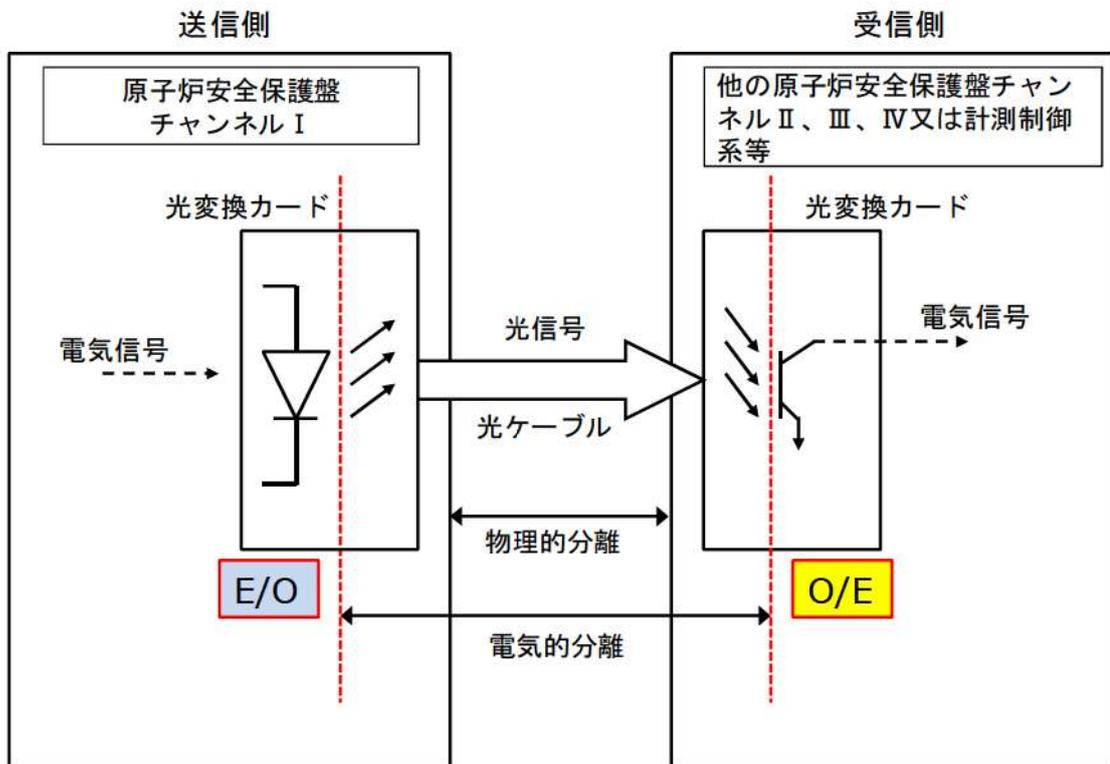 送信側
受信側
原子炉安全保護盤
チャンネルⅠ
他の原子炉安全保護盤チャン
ネルⅡ、Ⅲ、Ⅳ又は計測制御
系等
光変換カード
光変換カード
電気信号
光信号
電気信号
光ケーブル
物理的分離
E/O
O/E
電気的分離